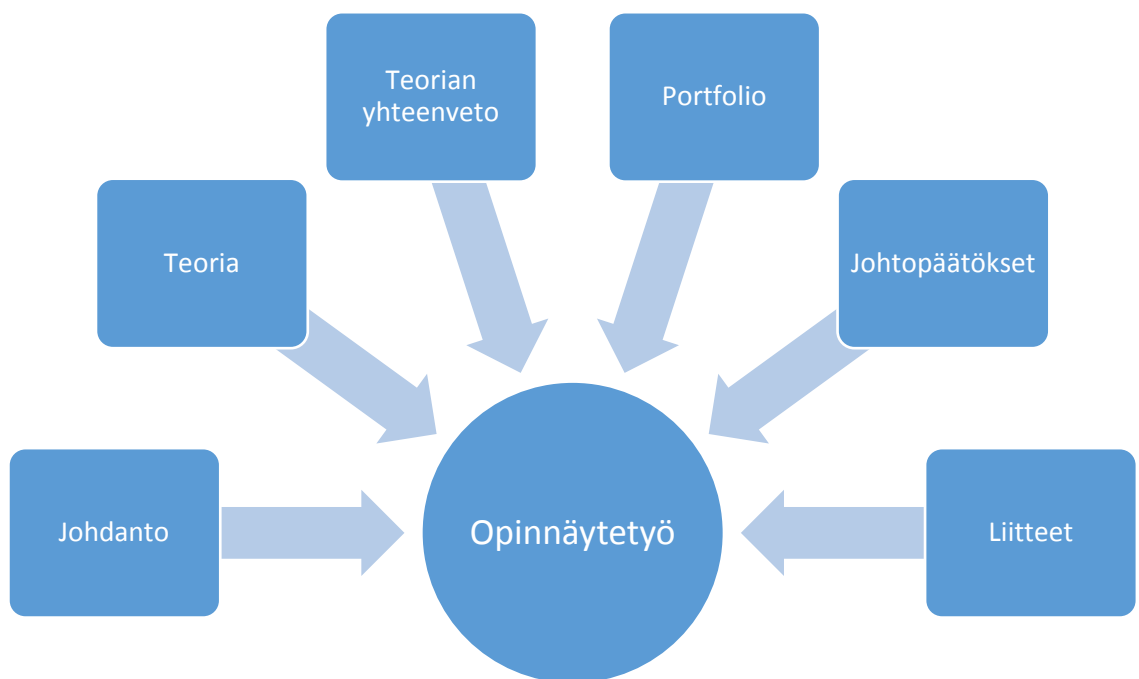 Teorian
yhteenveto
Portfolio
Teoria
Johtopäätökset
Johdanto
Opinnäytetyö
Liitteet